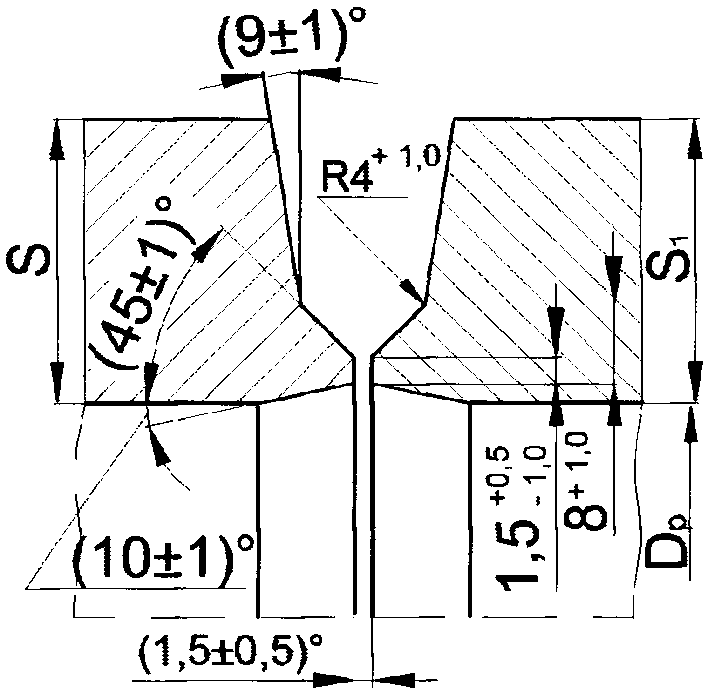 (9±1)°
R4+ 1,0
S
(45±1)°
S1
1,5 +0,5 - 1,0
8+ 1,0
Dp
(10±1)°
(1,5±0,5)°